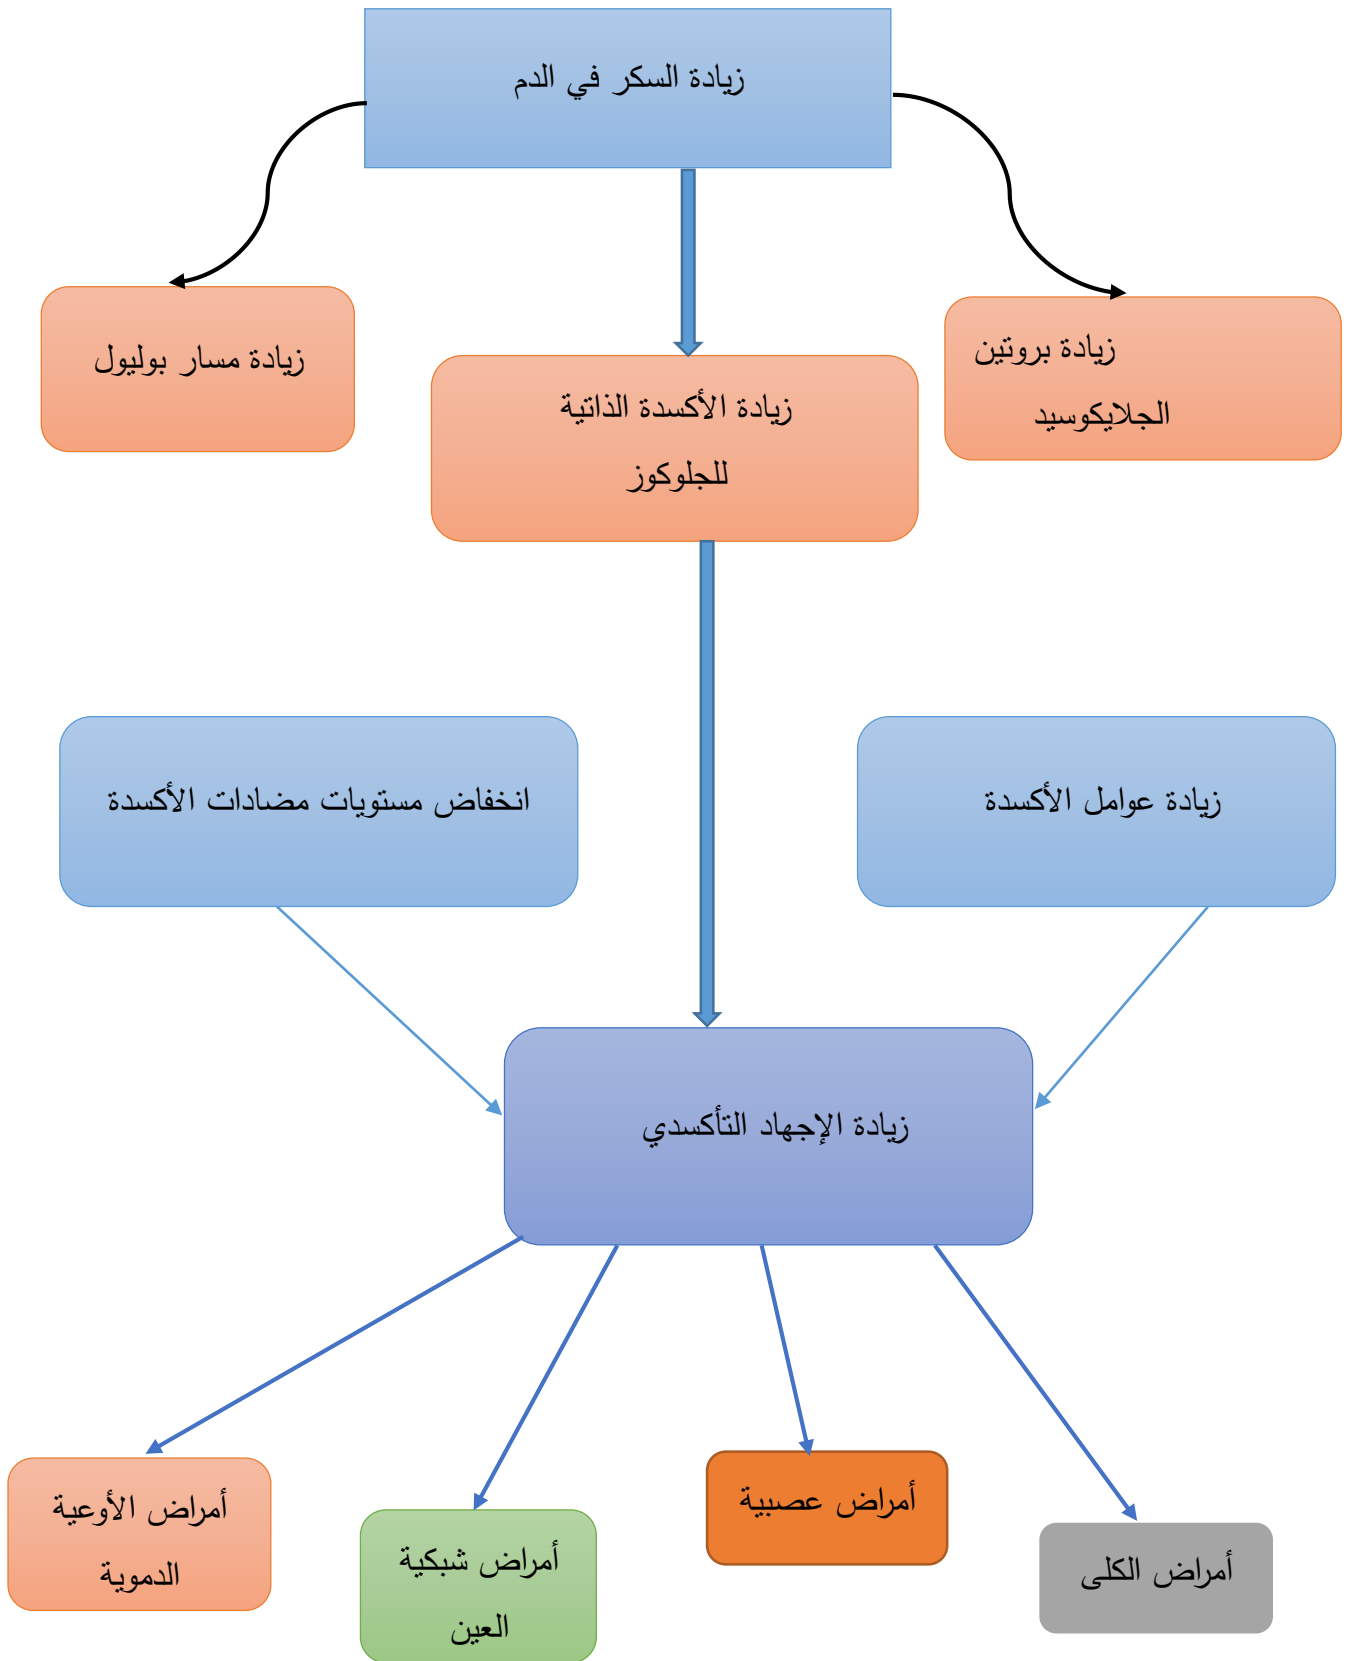 زيادة السكر في الدم
زيادة بروتين
الجلايكوسيد
زيادة مسار بوليول
زيادة الأكسدة الذاتية
للجلوكوز
زيادة عوامل الأكسدة
انخفاض مستويات مضادات الأكسدة
زيادة الإجهاد التأكسدي
أمراض الكلى
أمراض عصبية
أمراض شبكية
العين
أمراض الأوعية
الدموية